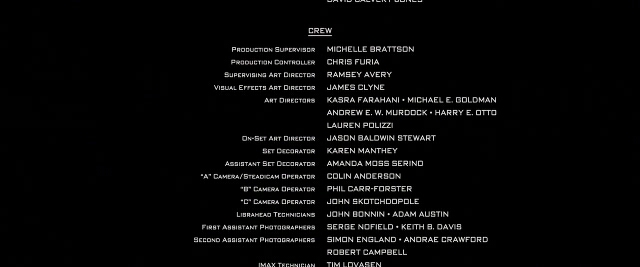 DAVID CALVERT JONES
CREW
PRODUCTION SUPERVISOR MICHELLE BRATTSON
PRODUCTION CONTROLLER CHRIS FURIA
SUPERVISING ART DIRECTOR RAMSEY AVERY
VISUAL EFFECTS ART DIRECTOR JAMES CLYNE
ART DIRECTORS KASRA FARAHANI • MICHAEL E. GOLDMAN
ANDREW E. W. MURDOCK • HARRY E. OTTO
LAUREN POLIZZI
ON-SET ART DIRECTOR JASON BALDWIN STEWART
SET DECORATOR KAREN MANTHEY
ASSISTANT SET DECORATOR AMANDA MOSS SERINO
"A" CAMERA/STEADICAM OPERATOR COLIN ANDERSON
"B" CAMERA OPERATOR PHIL CARR-FORSTER
"C" CAMERA OPERATOR JOHN SKOTCHDOPOLE
LIBRAHEAD TECHNICIANS JOHN BONNIN • ADAM AUSTIN
FIRST ASSISTANT PHOTOGRAPHERS SERGE NOFIELD • KEITH B. DAVIS
SECOND ASSISTANT PHOTOGRAPHERS SIMON ENGLAND • ANDRAE CRAWFORD
ROBERT CAMPBELL
IMAX TECHNICIAN TIM LOVASEN